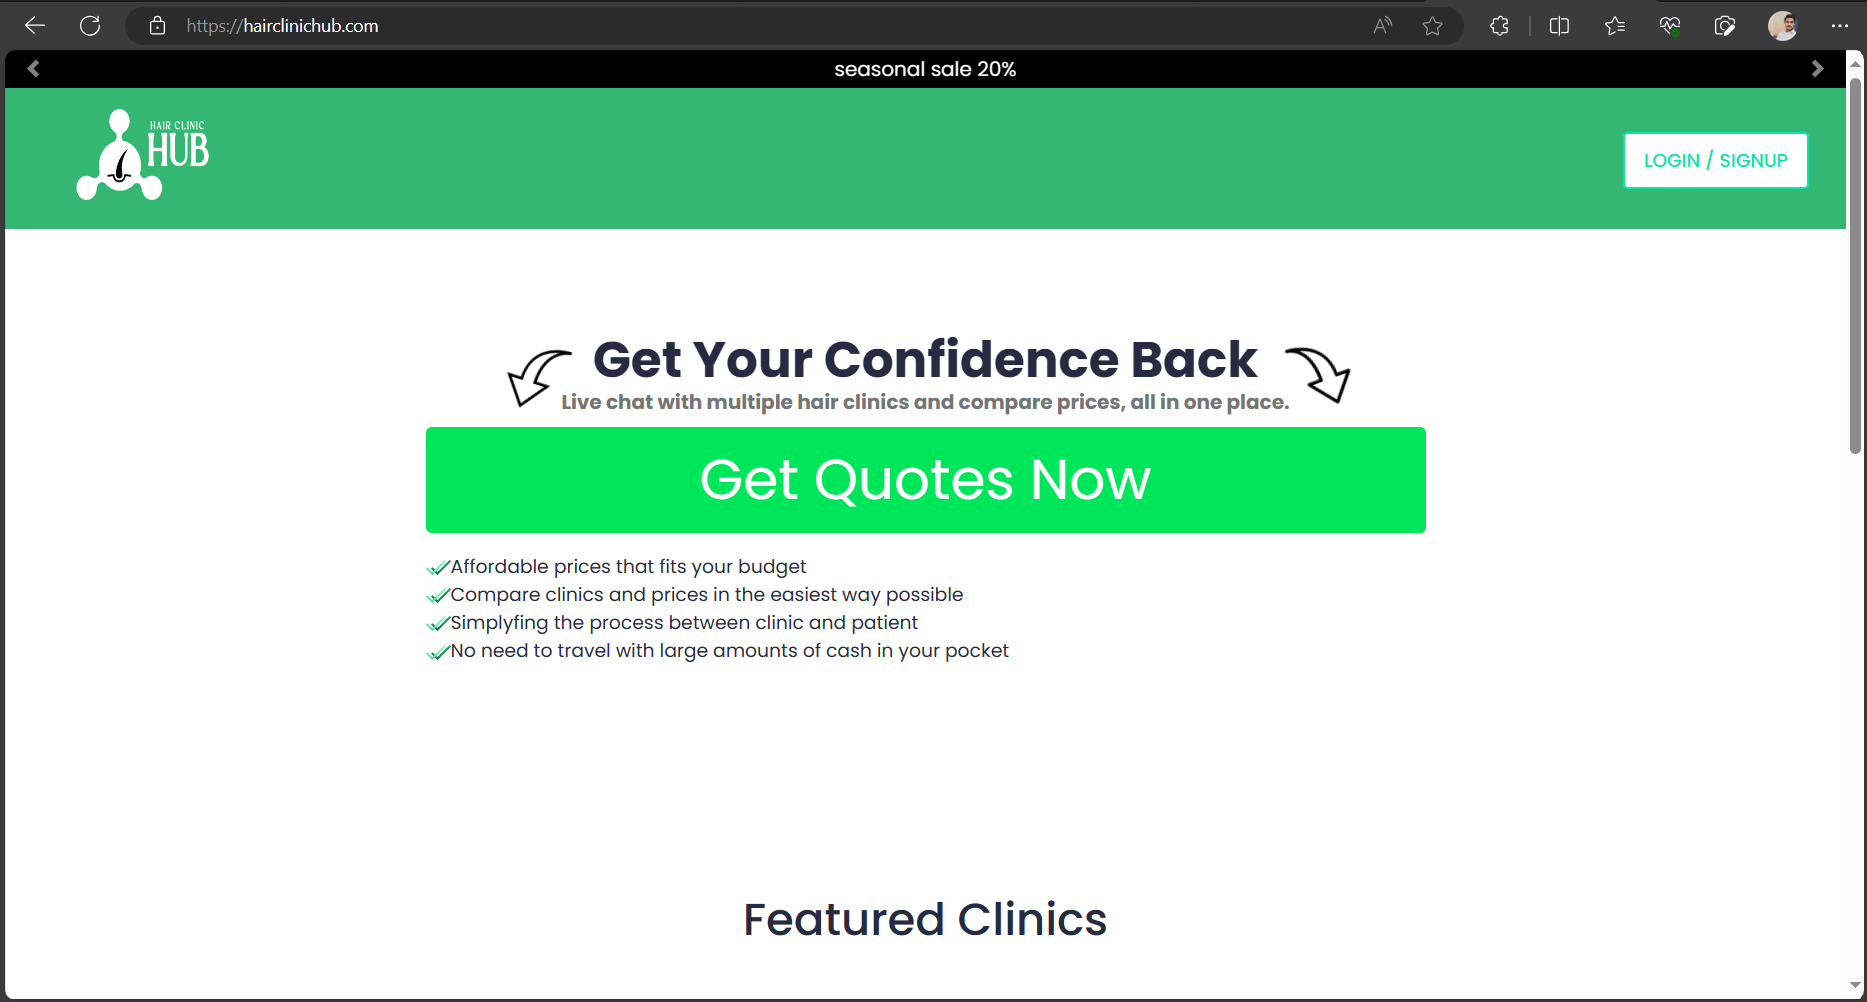 https://hairclinichub.com
seasonal sale 20%
HAIR CLINIC
HUB
LOGIN / SIGNUP
Get Your Confidence Back
Live chat with multiple hair clinics and compare prices, all in one place.
Get Quotes Now
Affordable prices that fits your budget
Compare clinics and prices in the easiest way possible
Simplyfing the process between clinic and patient
No need to travel with large amounts of cash in your pocket
Featured Clinics